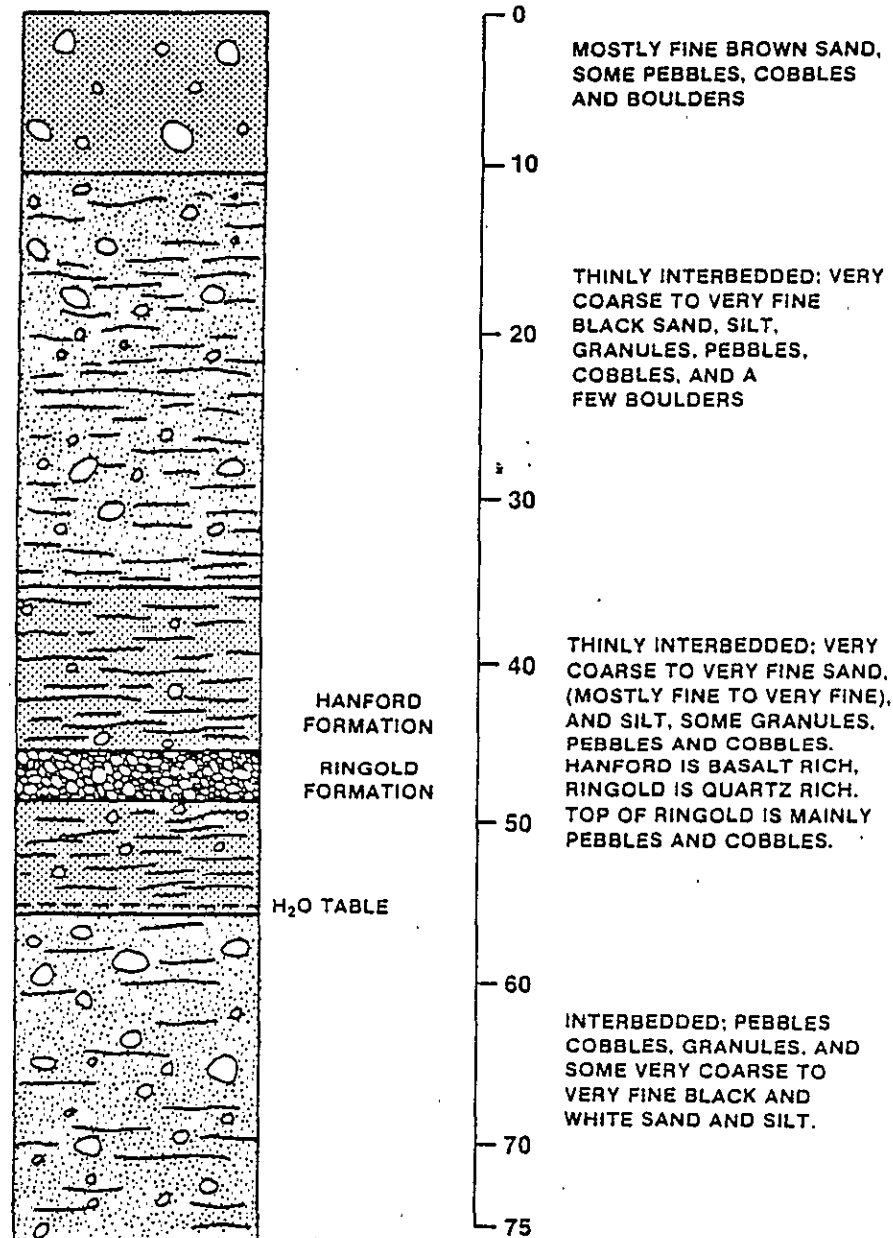 0
MOSTLY FINE BROWN SAND,
SOME PEBBLES, COBBLES
AND BOULDERS
10
THINLY INTERBEDDED; VERY
COARSE TO VERY FINE
BLACK SAND, SILT,
GRANULES, PEBBLES,
COBBLES, AND A
FEW BOULDERS
20
30
40
HANFORD
FORMATION
RINGOLD
FORMATION
THINLY INTERBEDDED; VERY
COARSE TO VERY FINE SAND,
(MOSTLY FINE TO VERY FINE),
AND SILT, SOME GRANULES,
PEBBLES AND COBBLES.
HANFORD IS BASALT RICH,
RINGOLD IS QUARTZ RICH.
TOP OF RINGOLD IS MAINLY
PEBBLES AND COBBLES.
50
H₂O TABLE
60
INTERBEDDED; PEBBLES
COBBLES, GRANULES, AND
SOME VERY COARSE TO
VERY FINE BLACK AND
WHITE SAND AND SILT.
70
75